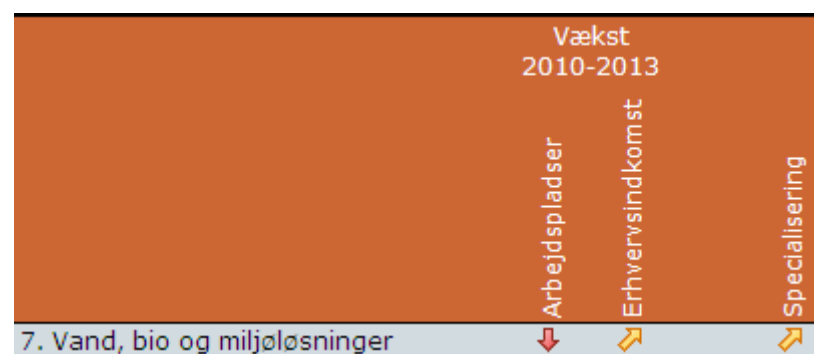 Vækst
2010-2013
Arbejdspladser
Erhvervsindkomst
Specialisering
7. Vand, bio og miljøløsninger